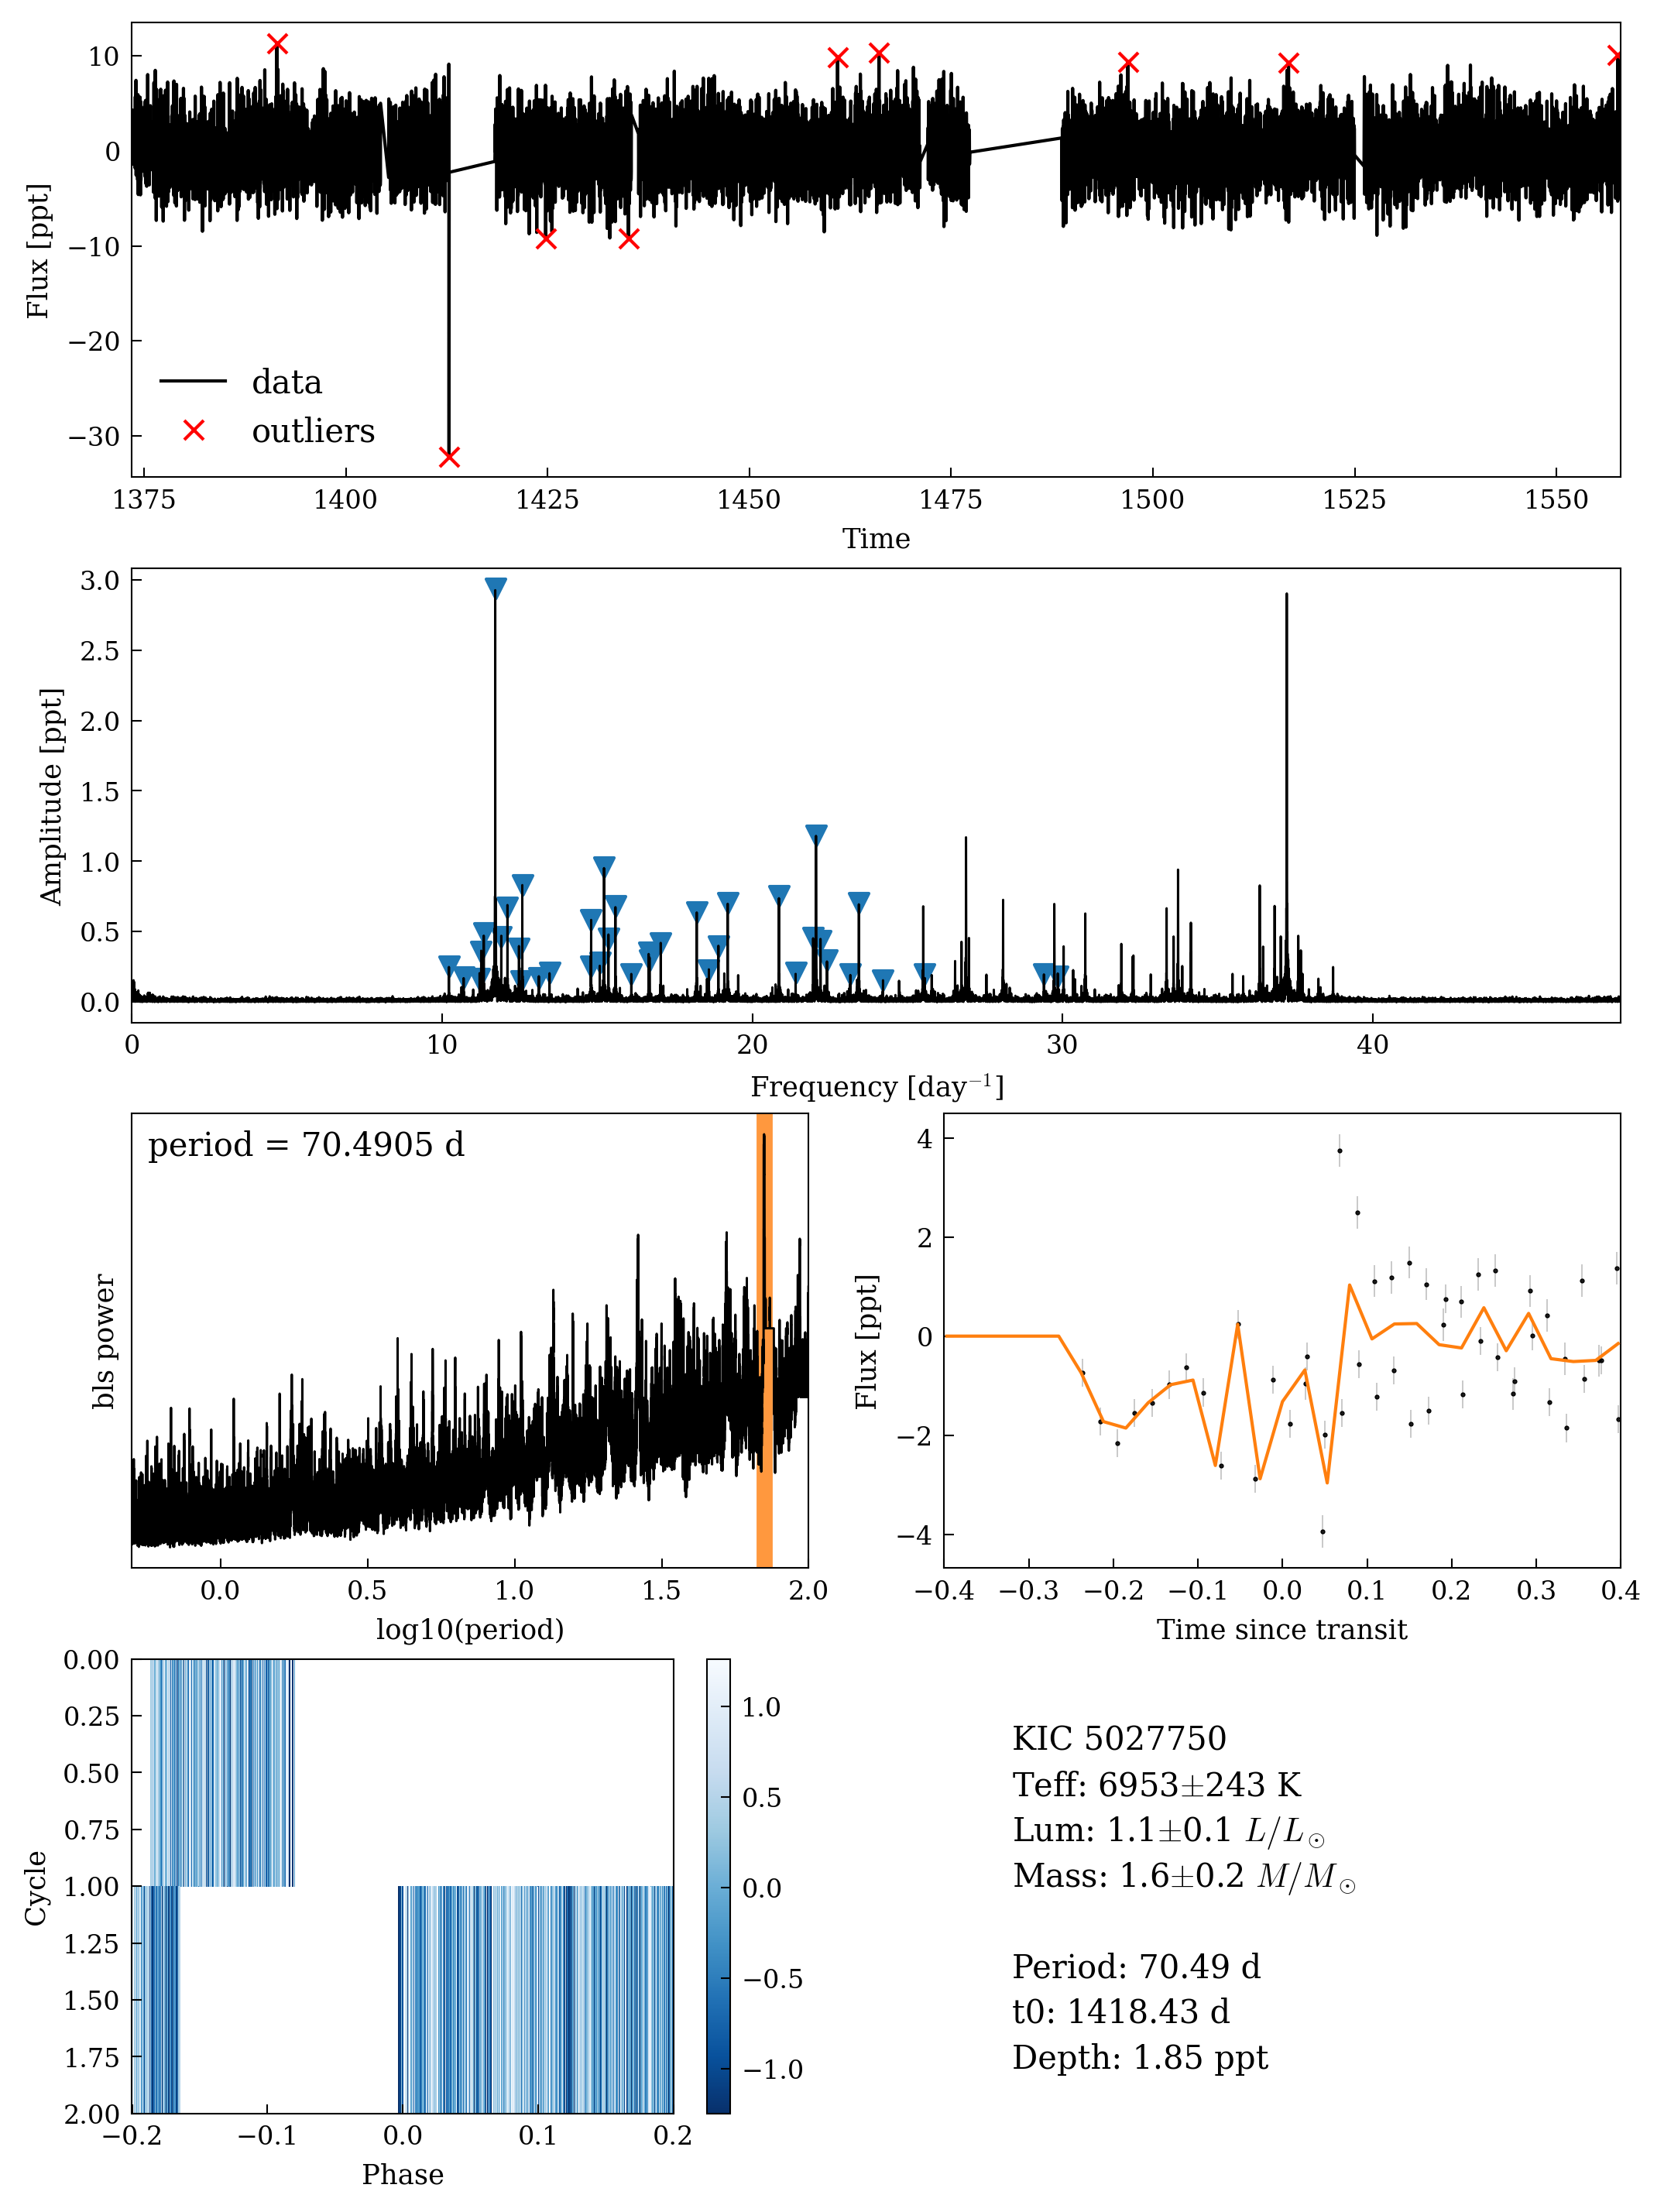 10
0
−10
−20
−30
Flux [ppt]
data
outliers
1375 1400 1425 1450 1475 1500 1525 1550
Time
3.0
2.5
2.0
1.5
1.0
0.5
0.0
Amplitude [ppt]
0 10 20 30 40
Frequency [day⁻¹]
period = 70.4905 d
bls power
0.0 0.5 1.0 1.5 2.0
log10(period)
4
2
0
−2
−4
Flux [ppt]
−0.4 −0.3 −0.2 −0.1 0.0 0.1 0.2 0.3 0.4
Time since transit
0.00
0.25
0.50
0.75
1.00
1.25
1.50
1.75
2.00
Cycle
−0.2 −0.1 0.0 0.1 0.2
Phase
1.0
0.5
0.0
−0.5
−1.0
KIC 5027750
Teff: 6953±243 K
Lum: 1.1±0.1 L/L⊙
Mass: 1.6±0.2 M/M⊙
Period: 70.49 d
t0: 1418.43 d
Depth: 1.85 ppt